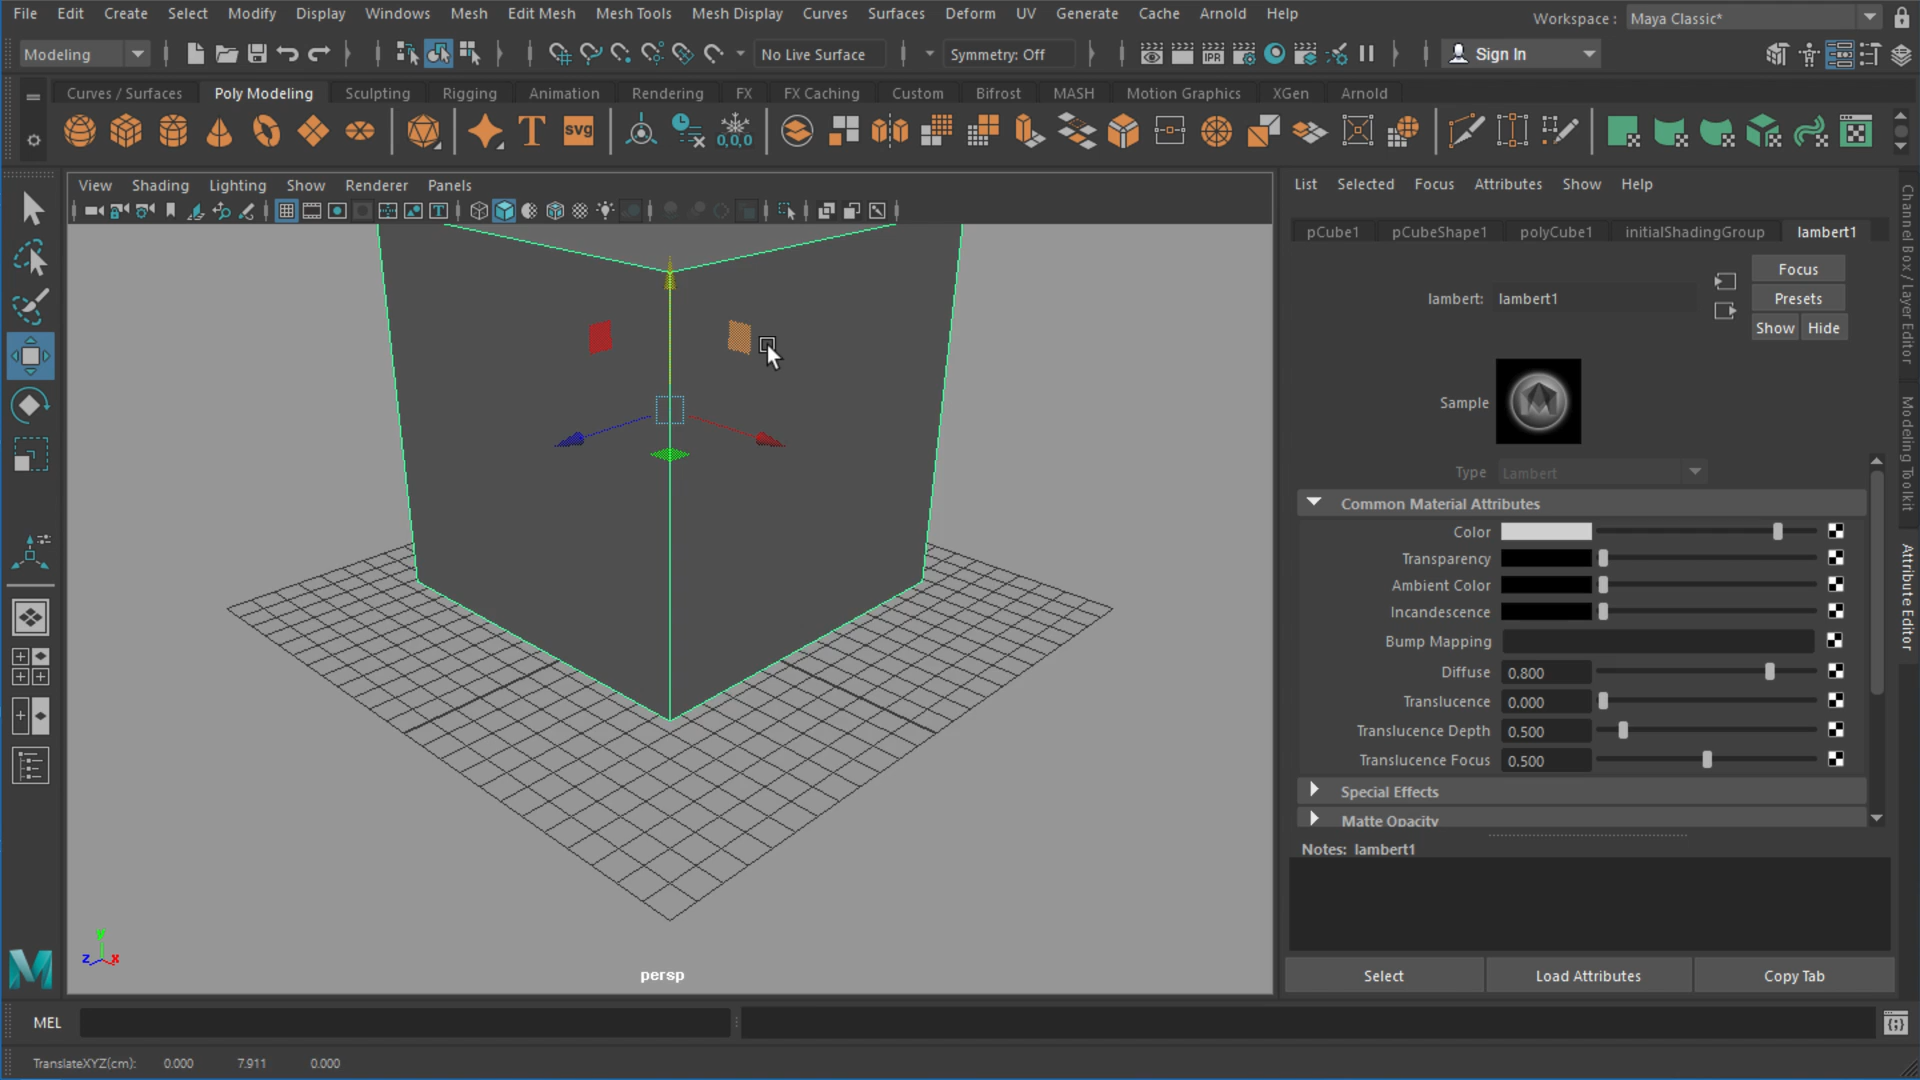 File Edit Create Select Modify Display Windows Mesh Edit Mesh Mesh Tools Mesh Display Curves Surfaces Deform UV Generate Cache Arnold Help
Workspace : Maya Classic*
Modeling No Live Surface Symmetry: Off IPR Sign In
Curves / Surfaces Poly Modeling Sculpting Rigging Animation Rendering FX FX Caching Custom Bifrost MASH Motion Graphics XGen Arnold
T SVG 0,0,0
View Shading Lighting Show Renderer Panels
List Selected Focus Attributes Show Help
pCube1 pCubeShape1 polyCube1 initialShadingGroup lambert1
lambert: lambert1
Focus
Presets
Show Hide
Sample
Type Lambert
Common Material Attributes
Color
Transparency
Ambient Color
Incandescence
Bump Mapping
Diffuse 0.800
Translucence 0.000
Translucence Depth 0.500
Translucence Focus 0.500
Special Effects
Matte Opacity
Notes: lambert1
Select Load Attributes Copy Tab
Channel Box / Layer Editor
Modeling Toolkit
Attribute Editor
y
z x
persp
M
MEL
TranslateXYZ(cm): 0.000 7.911 0.000